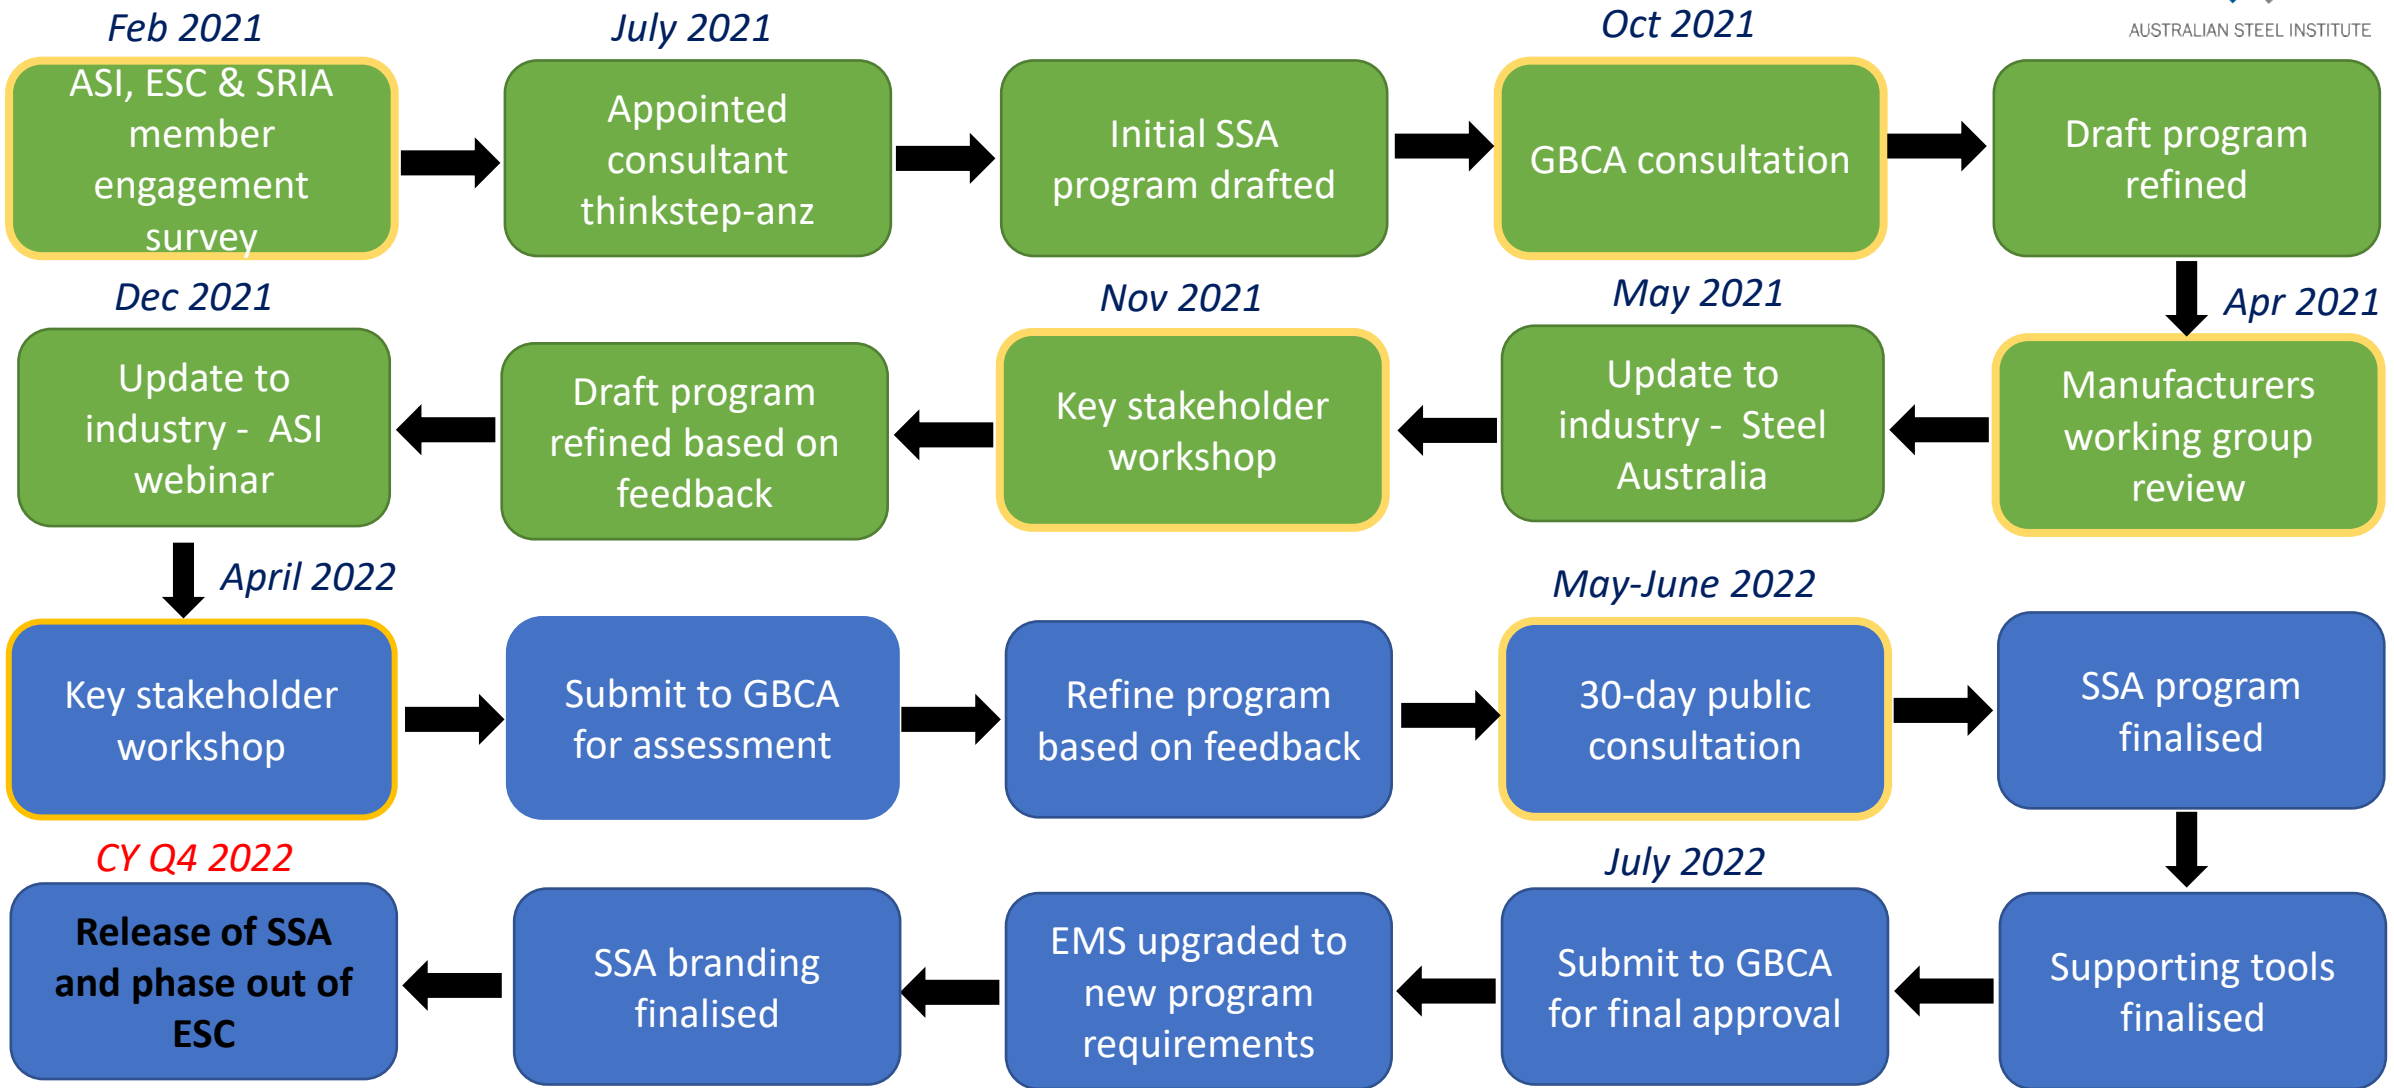 Feb 2021
July 2021
Oct 2021
AUSTRALIAN STEEL INSTITUTE
ASI, ESC & SRIA
member
engagement
survey
Appointed
consultant
thinkstep-anz
Initial SSA
program drafted
GBCA consultation
Draft program
refined
Dec 2021
Nov 2021
May 2021
Apr 2021
Update to
industry - ASI
webinar
Draft program
refined based on
feedback
Key stakeholder
workshop
Update to
industry - Steel
Australia
Manufacturers
working group
review
April 2022
May-June 2022
Key stakeholder
workshop
Submit to GBCA
for assessment
Refine program
based on feedback
30-day public
consultation
SSA program
finalised
CY Q4 2022
July 2022
Release of SSA
and phase out of
ESC
SSA branding
finalised
EMS upgraded to
new program
requirements
Submit to GBCA
for final approval
Supporting tools
finalised